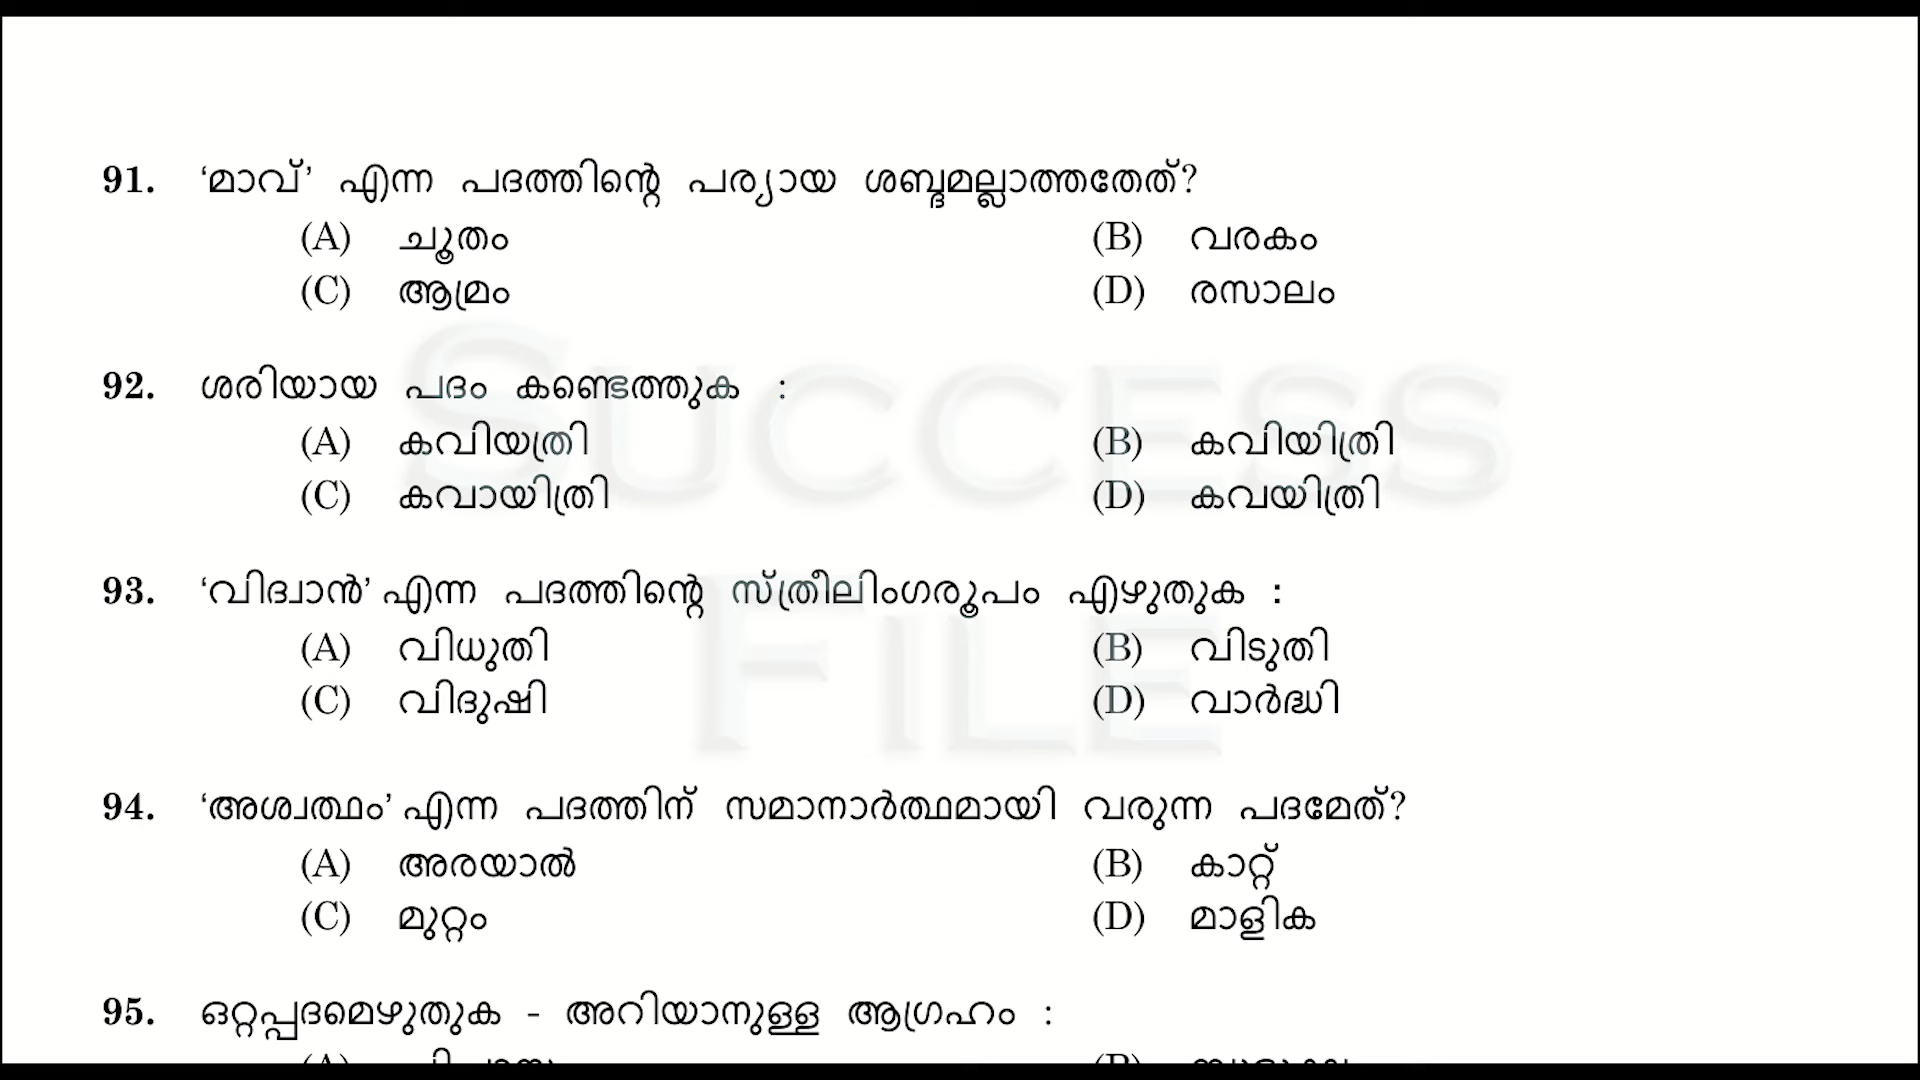 91. ‘മാവ്’ എന്ന പദത്തിന്റെ പര്യായ ശബ്ദമല്ലാത്തതേത്?
(A) ചൂതം (B) വരകം
(C) ആമ്രം (D) രസാലം
92. ശരിയായ പദം കണ്ടെത്തുക :
(A) കവിയത്രി (B) കവിയിത്രി
(C) കവായിത്രി (D) കവയിത്രി
93. ‘വിദ്വാൻ’ എന്ന പദത്തിന്റെ സ്ത്രീലിംഗരൂപം എഴുതുക :
(A) വിധുതി (B) വിടുതി
(C) വിദുഷി (D) വാർദ്ധി
94. ‘അശ്വത്ഥം’ എന്ന പദത്തിന് സമാനാർത്ഥമായി വരുന്ന പദമേത്?
(A) അരയാൽ (B) കാറ്റ്
(C) മുറ്റം (D) മാളിക
95. ഒറ്റപ്പദമെഴുതുക - അറിയാനുള്ള ആഗ്രഹം :
SUCCESS
FILE